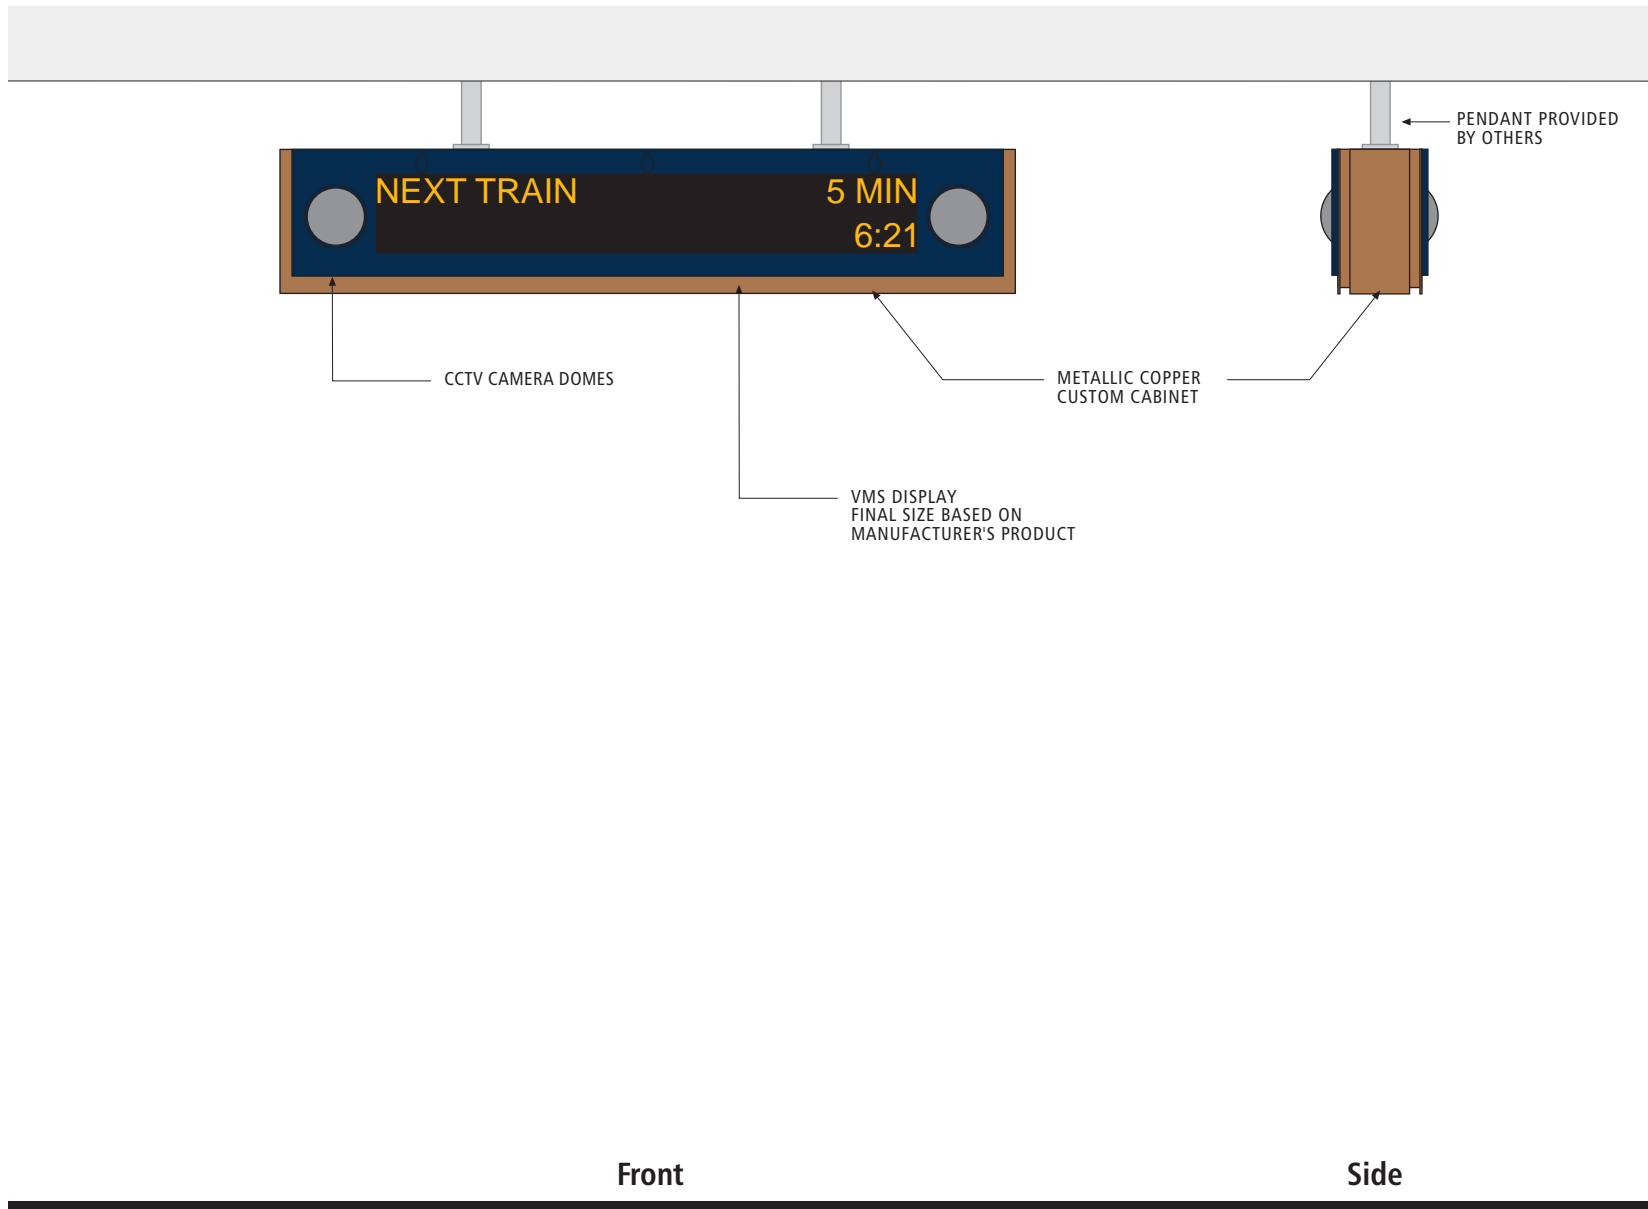 PENDANT PROVIDED
BY OTHERS
NEXT TRAIN 5 MIN
6:21
CCTV CAMERA DOMES
METALLIC COPPER
CUSTOM CABINET
VMS DISPLAY
FINAL SIZE BASED ON
MANUFACTURER'S PRODUCT
Front
Side